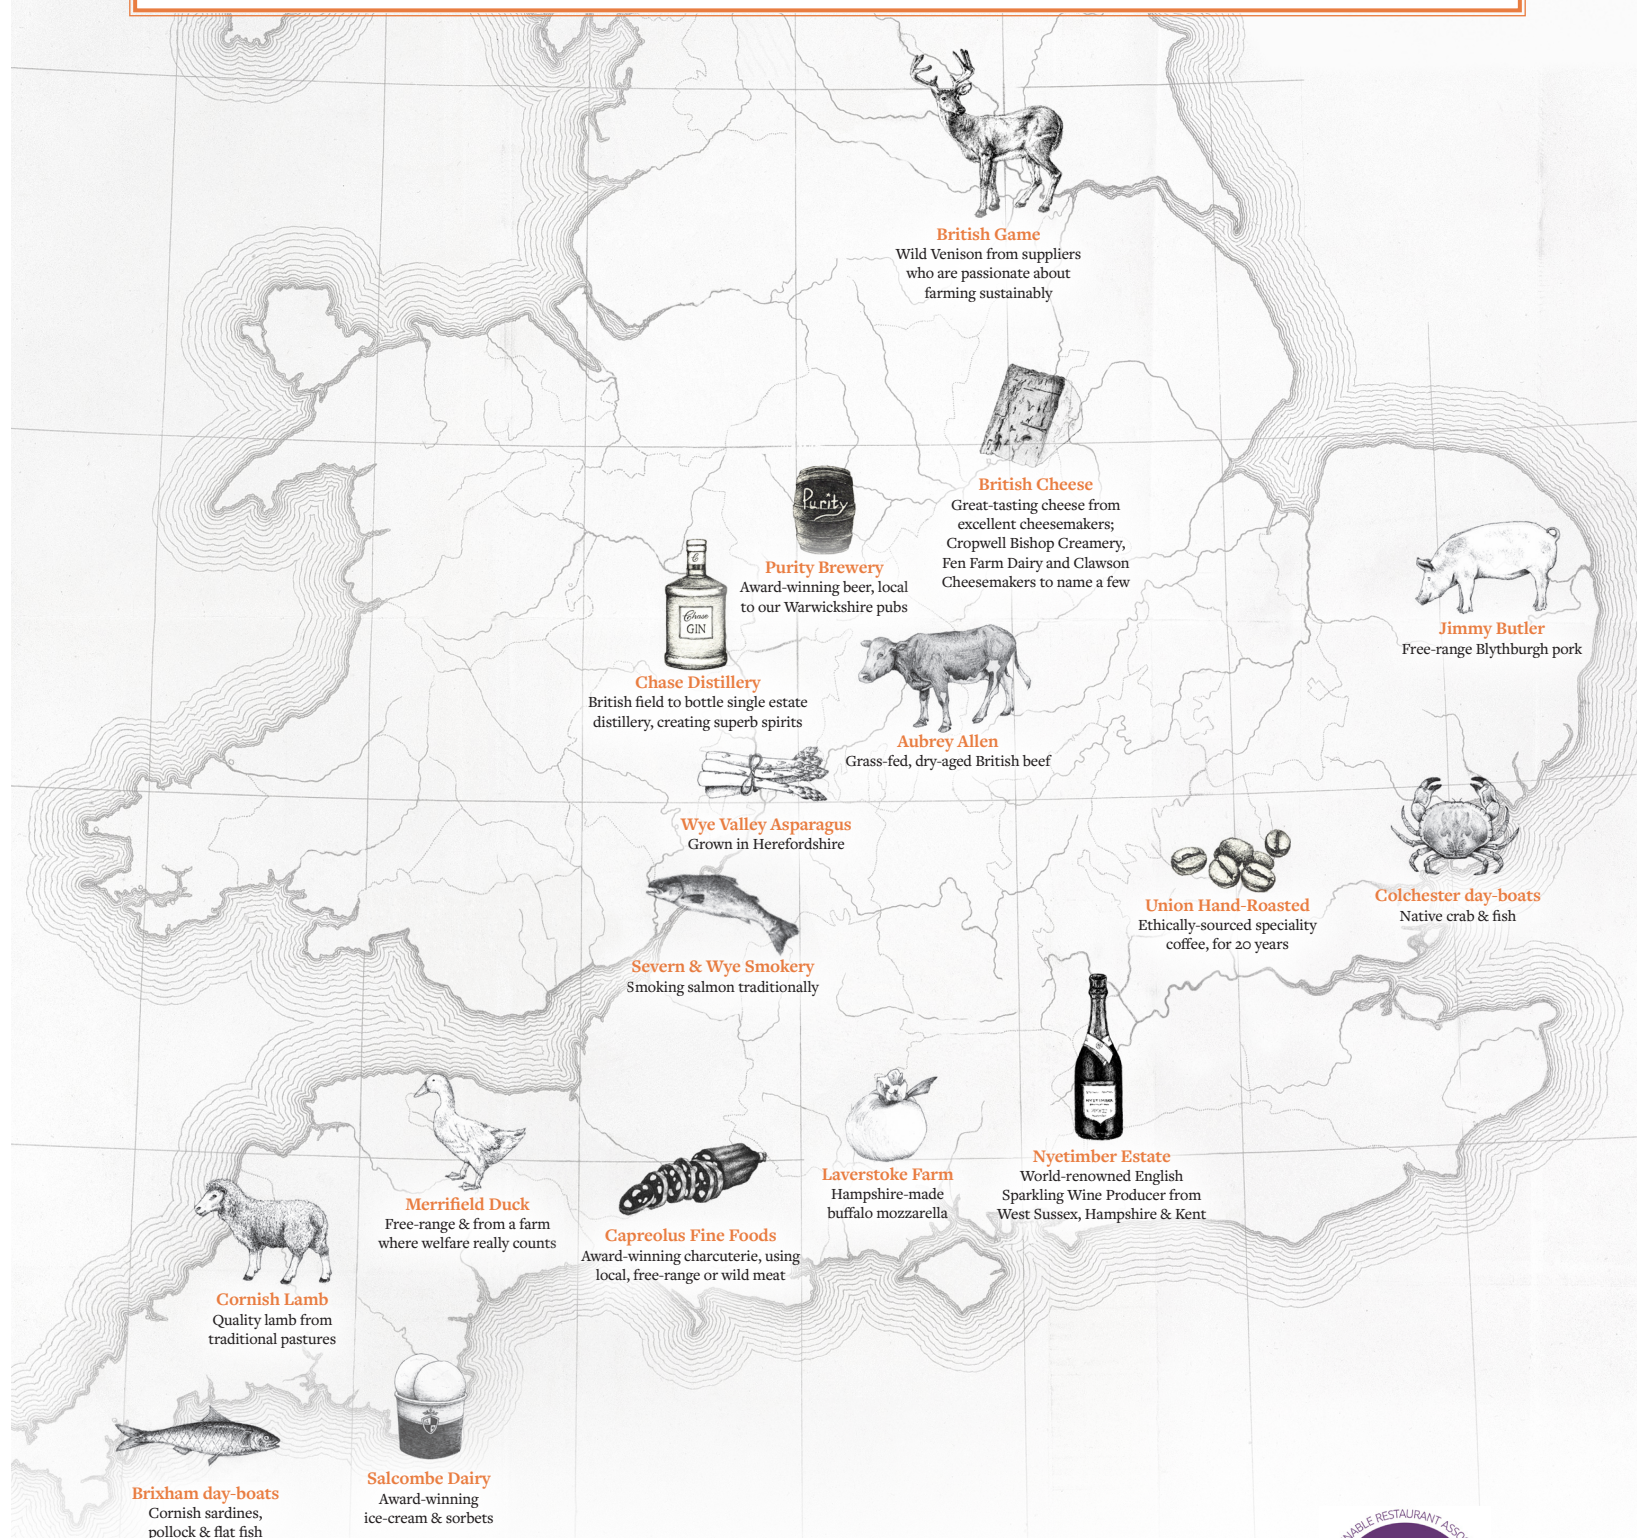 British Game
Wild Venison from suppliers
who are passionate about
farming sustainably
British Cheese
Great-tasting cheese from
excellent cheesemakers;
Cropwell Bishop Creamery,
Fen Farm Dairy and Clawson
Cheesemakers to name a few
Purity
Purity Brewery
Award-winning beer, local
to our Warwickshire pubs
Chase
GIN
Chase Distillery
British field to bottle single estate
distillery, creating superb spirits
Jimmy Butler
Free-range Blythburgh pork
Aubrey Allen
Grass-fed, dry-aged British beef
Wye Valley Asparagus
Grown in Herefordshire
Union Hand-Roasted
Ethically-sourced speciality
coffee, for 20 years
Colchester day-boats
Native crab & fish
Severn & Wye Smokery
Smoking salmon traditionally
NYETIMBER
Nyetimber Estate
World-renowned English
Sparkling Wine Producer from
West Sussex, Hampshire & Kent
Laverstoke Farm
Hampshire-made
buffalo mozzarella
Merrifield Duck
Free-range & from a farm
where welfare really counts
Capreolus Fine Foods
Award-winning charcuterie, using
local, free-range or wild meat
Cornish Lamb
Quality lamb from
traditional pastures
Salcombe Dairy
Award-winning
ice-cream & sorbets
Brixham day-boats
Cornish sardines,
pollock & flat fish
RESTAURANT